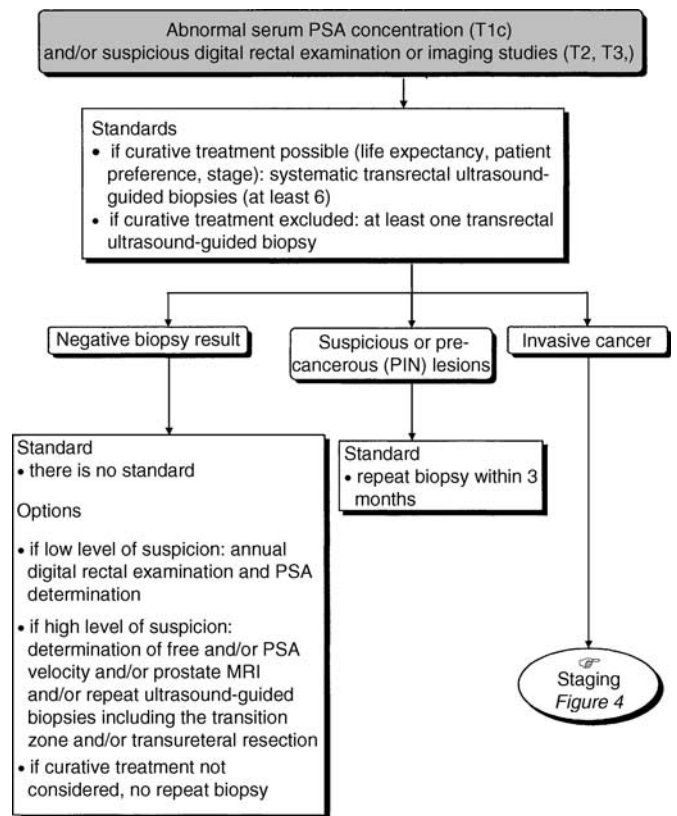 Abnormal serum PSA concentration (T1c)
and/or suspicious digital rectal examination or imaging studies (T2, T3,)
Standards
• if curative treatment possible (life expectancy, patient
preference, stage): systematic transrectal ultrasound-
guided biopsies (at least 6)
• if curative treatment excluded: at least one transrectal
ultrasound-guided biopsy
Negative biopsy result
Suspicious or pre-
cancerous (PIN) lesions
Invasive cancer
Standard
• there is no standard
Options
• if low level of suspicion: annual
digital rectal examination and PSA
determination
• if high level of suspicion:
determination of free and/or PSA
velocity and/or prostate MRI
and/or repeat ultrasound-guided
biopsies including the transition
zone and/or transureteral resection
• if curative treatment not
considered, no repeat biopsy
Standard
• repeat biopsy within 3
months
☞
Staging
Figure 4